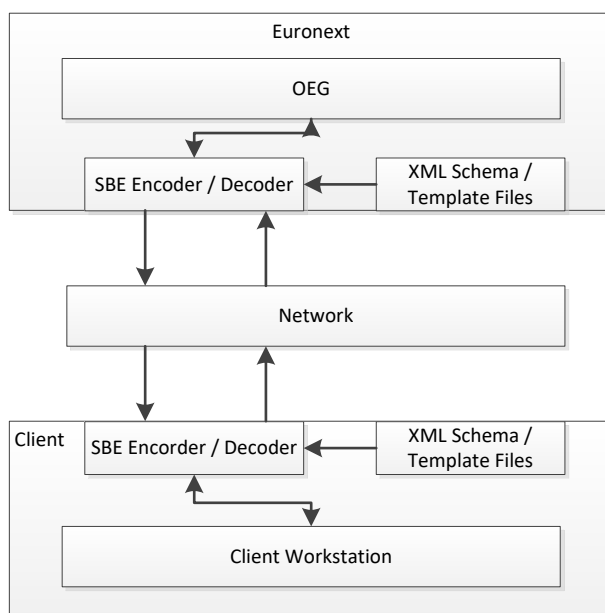 Euronext
OEG
SBE Encoder / Decoder
XML Schema /
Template Files
Network
Client
SBE Encorder / Decoder
XML Schema /
Template Files
Client Workstation